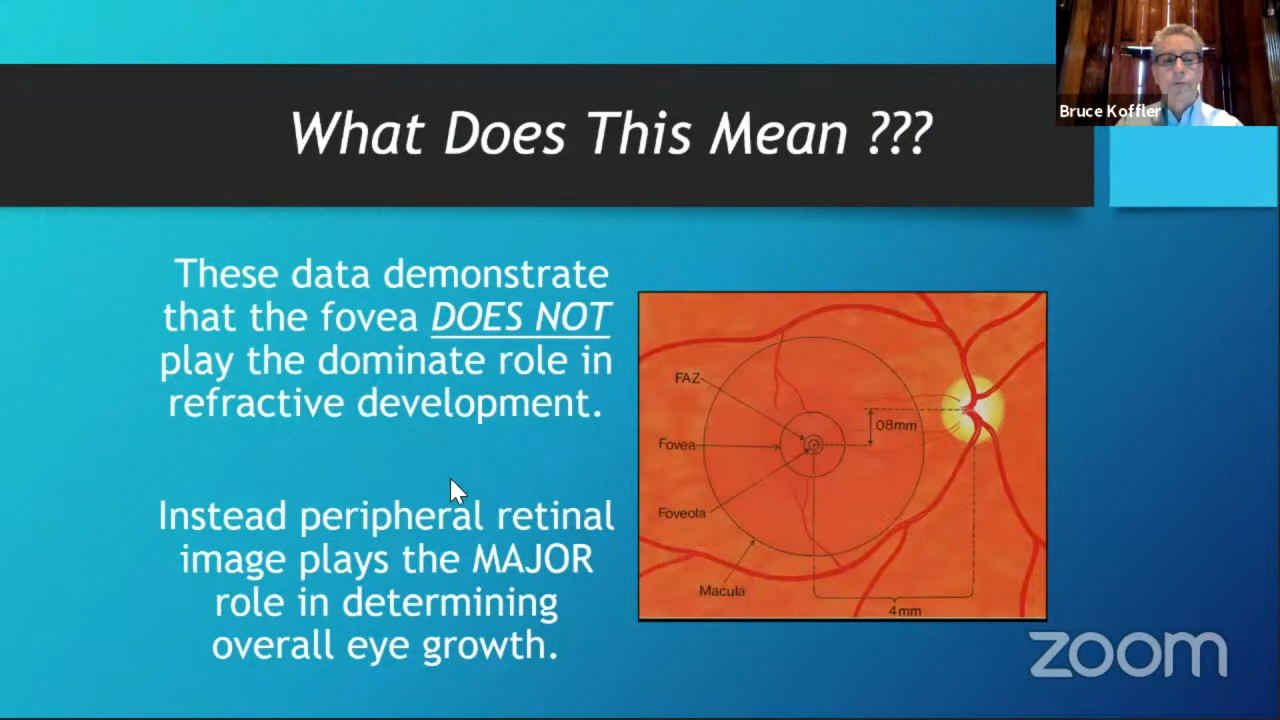 Bruce Koffler
What Does This Mean ???
These data demonstrate
that the fovea DOES NOT
play the dominate role in
refractive development.
Instead peripheral retinal
image plays the MAJOR
role in determining
overall eye growth.
FAZ
.08mm
Fovea
Foveola
Macula
4mm
zoom